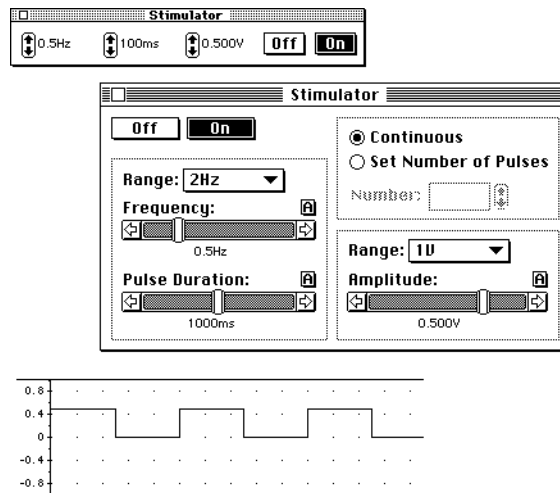 Stimulator
0.5Hz 100ms 0.500V Off On
Stimulator
Off On
Continuous
Set Number of Pulses
Number:
Range: 2Hz
Frequency: A
0.5Hz
Pulse Duration: A
1000ms
Range: 1V
Amplitude: A
0.500V
0.8
0.4
0
-0.4
-0.8